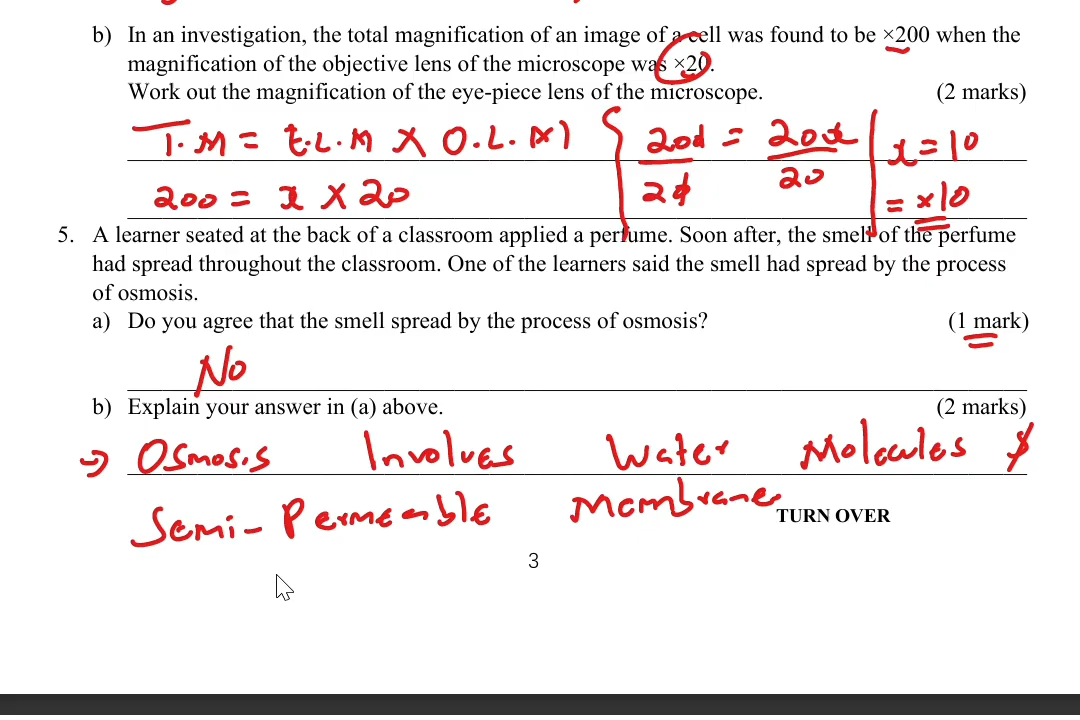 b) In an investigation, the total magnification of an image of a cell was found to be ×200 when the
magnification of the objective lens of the microscope was ×20.
Work out the magnification of the eye-piece lens of the microscope. (2 marks)
T.M = E.L.M X O.L.M } 200 = 20x | x = 10
200 = x X 20 20 20 = ×10
5. A learner seated at the back of a classroom applied a perfume. Soon after, the smell of the perfume
had spread throughout the classroom. One of the learners said the smell had spread by the process
of osmosis.
a) Do you agree that the smell spread by the process of osmosis? (1 mark)
No
b) Explain your answer in (a) above. (2 marks)
→ Osmosis Involves Water Molecules &
Semi-Permeable Membranes
TURN OVER
3